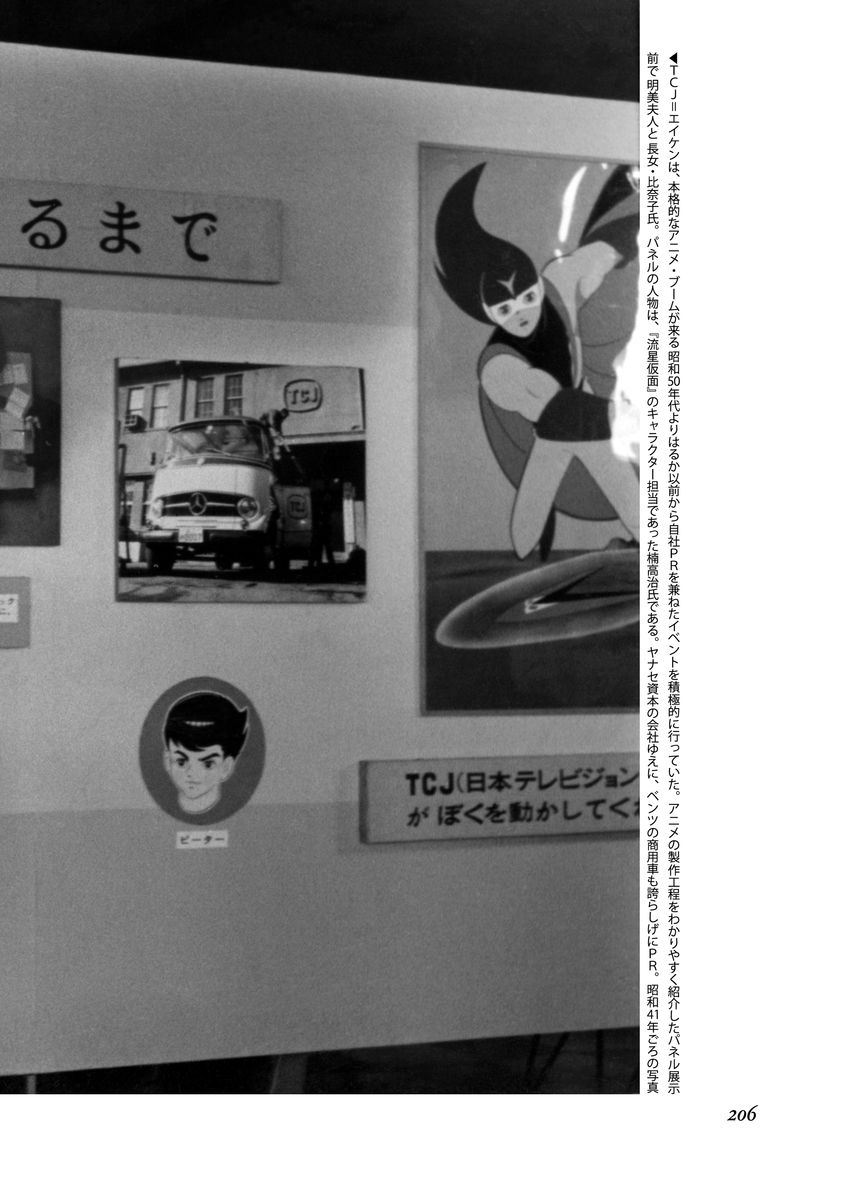 ◀ＴＣＪ＝エイケンは、本格的なアニメ・ブームが来る昭和50年代よりはるか以前から自社ＰＲを兼ねたイベントを積極的に行っていた。アニメの製作工程をわかりやすく紹介したパネル展示
前で明美夫人と長女・比奈子氏。パネルの人物は、『流星仮面』のキャラクター担当であった楠高治氏である。ヤナセ資本の会社ゆえに、ベンツの商用車も誇らしげにＰＲ。昭和41年ごろの写真
るまで
TCJ
TCJ
ック
に。
ピーター
TCJ(日本テレビジョン
が ぼくを動かしてく
206